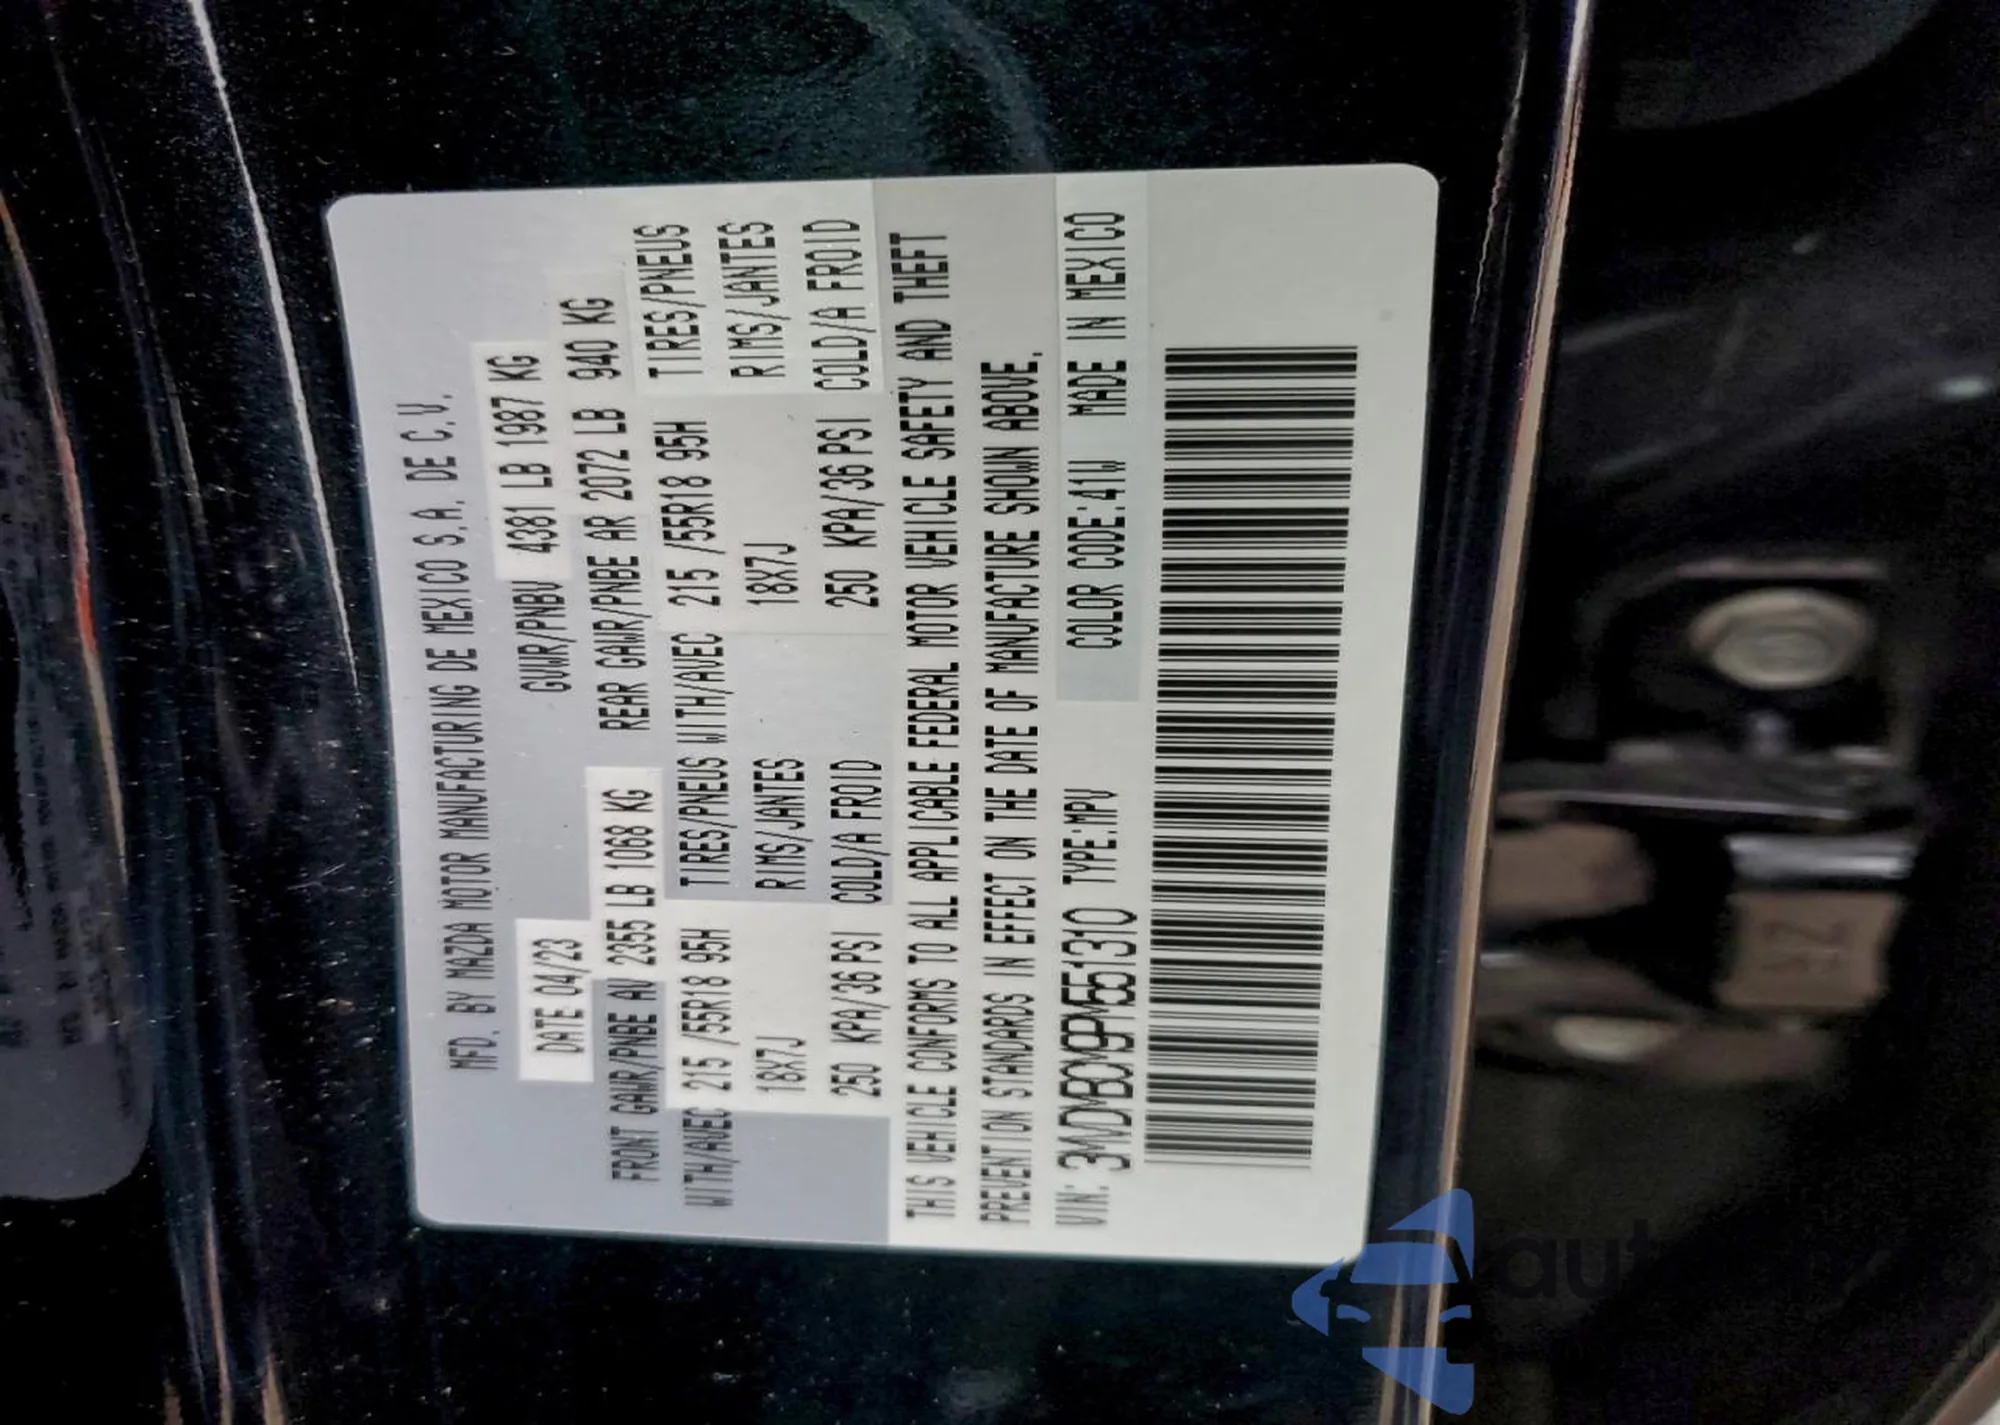 MFD. BY MAZDA MOTOR MANUFACTURING DE MEXICO S.A. DE C.V.
DATE 04/23 GVWR/PNBV 4381 LB 1987 KG
FRONT GAWR/PNBE AV 2355 LB 1068 KG REAR GAWR/PNBE AR 2072 LB 940 KG
WITH/AVEC 215 /55R18 95H TIRES/PNEUS WITH/AVEC 215 /55R18 95H TIRES/PNEUS
18X7J RIMS/JANTES 18X7J RIMS/JANTES
250 KPA/36 PSI COLD/A FROID 250 KPA/36 PSI COLD/A FROID
THIS VEHICLE CONFORMS TO ALL APPLICABLE FEDERAL MOTOR VEHICLE SAFETY AND THEFT
PREVENTION STANDARDS IN EFFECT ON THE DATE OF MANUFACTURE SHOWN ABOVE.
VIN: 3MVDMBCM9PM551310 TYPE:MPV COLOR CODE:41W MADE IN MEXICO